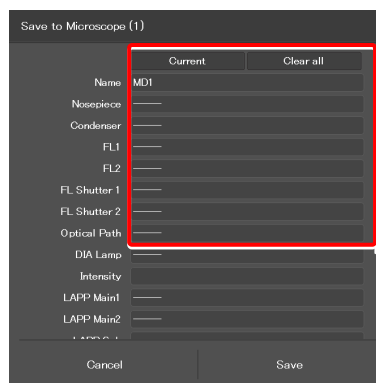 Save to Microscope (1)
Current Clear all
Name MD1
Nosepiece ——
Condenser ——
FL1 ——
FL2 ——
FL Shutter 1 ——
FL Shutter 2 ——
Optical Path ——
DIA Lamp ——
Intensity
LAPP Main1 ——
LAPP Main2 ——
Cancel Save